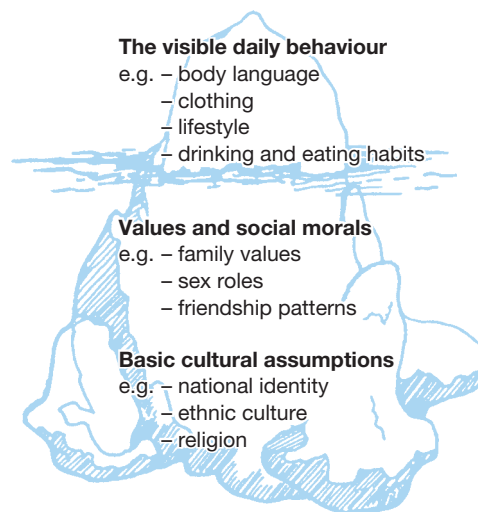 The visible daily behaviour
e.g. – body language
– clothing
– lifestyle
– drinking and eating habits
Values and social morals
e.g. – family values
– sex roles
– friendship patterns
Basic cultural assumptions
e.g. – national identity
– ethnic culture
– religion